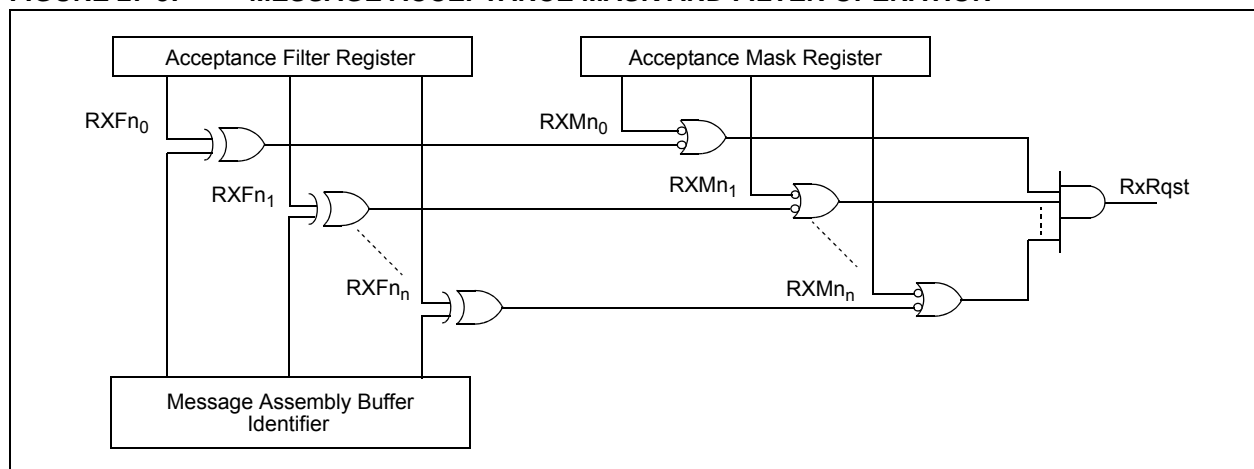 Acceptance Filter Register
Acceptance Mask Register
RXFn0
RXMn0
RXFn1
RXMn1
RxRqst
RXFnn
RXMnn
Message Assembly Buffer
Identifier